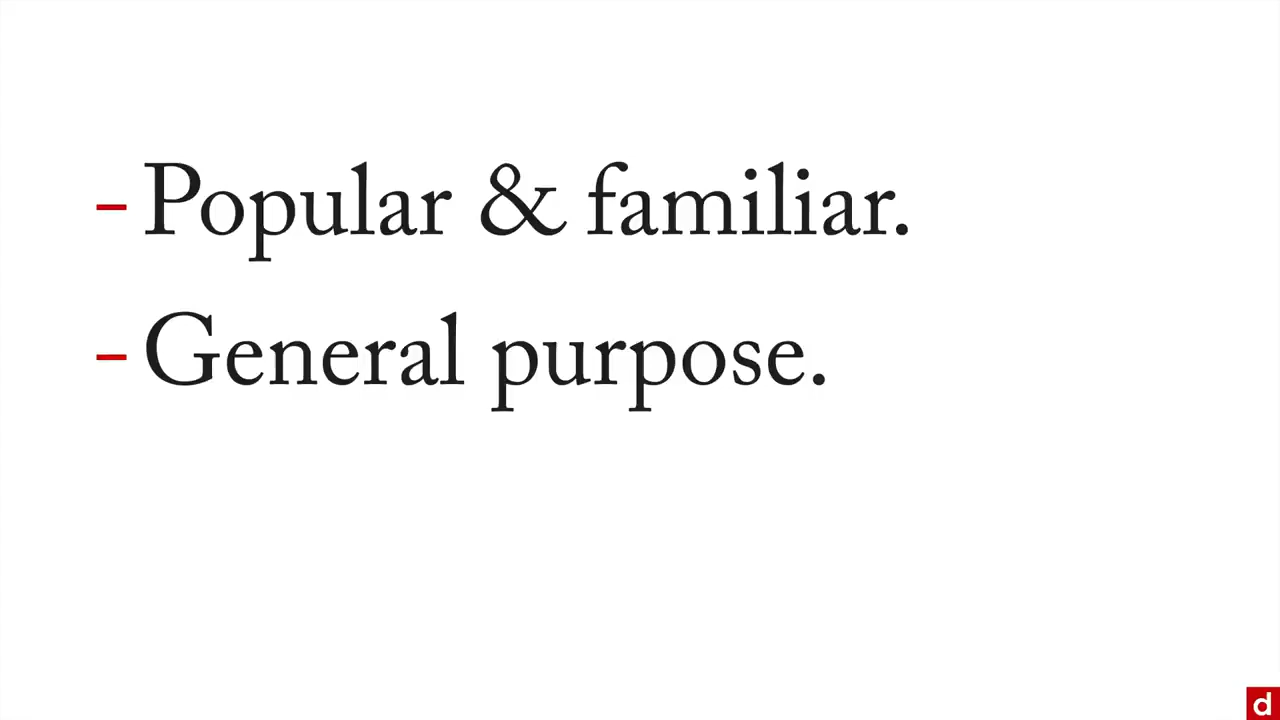 - Popular & familiar.
- General purpose.
d